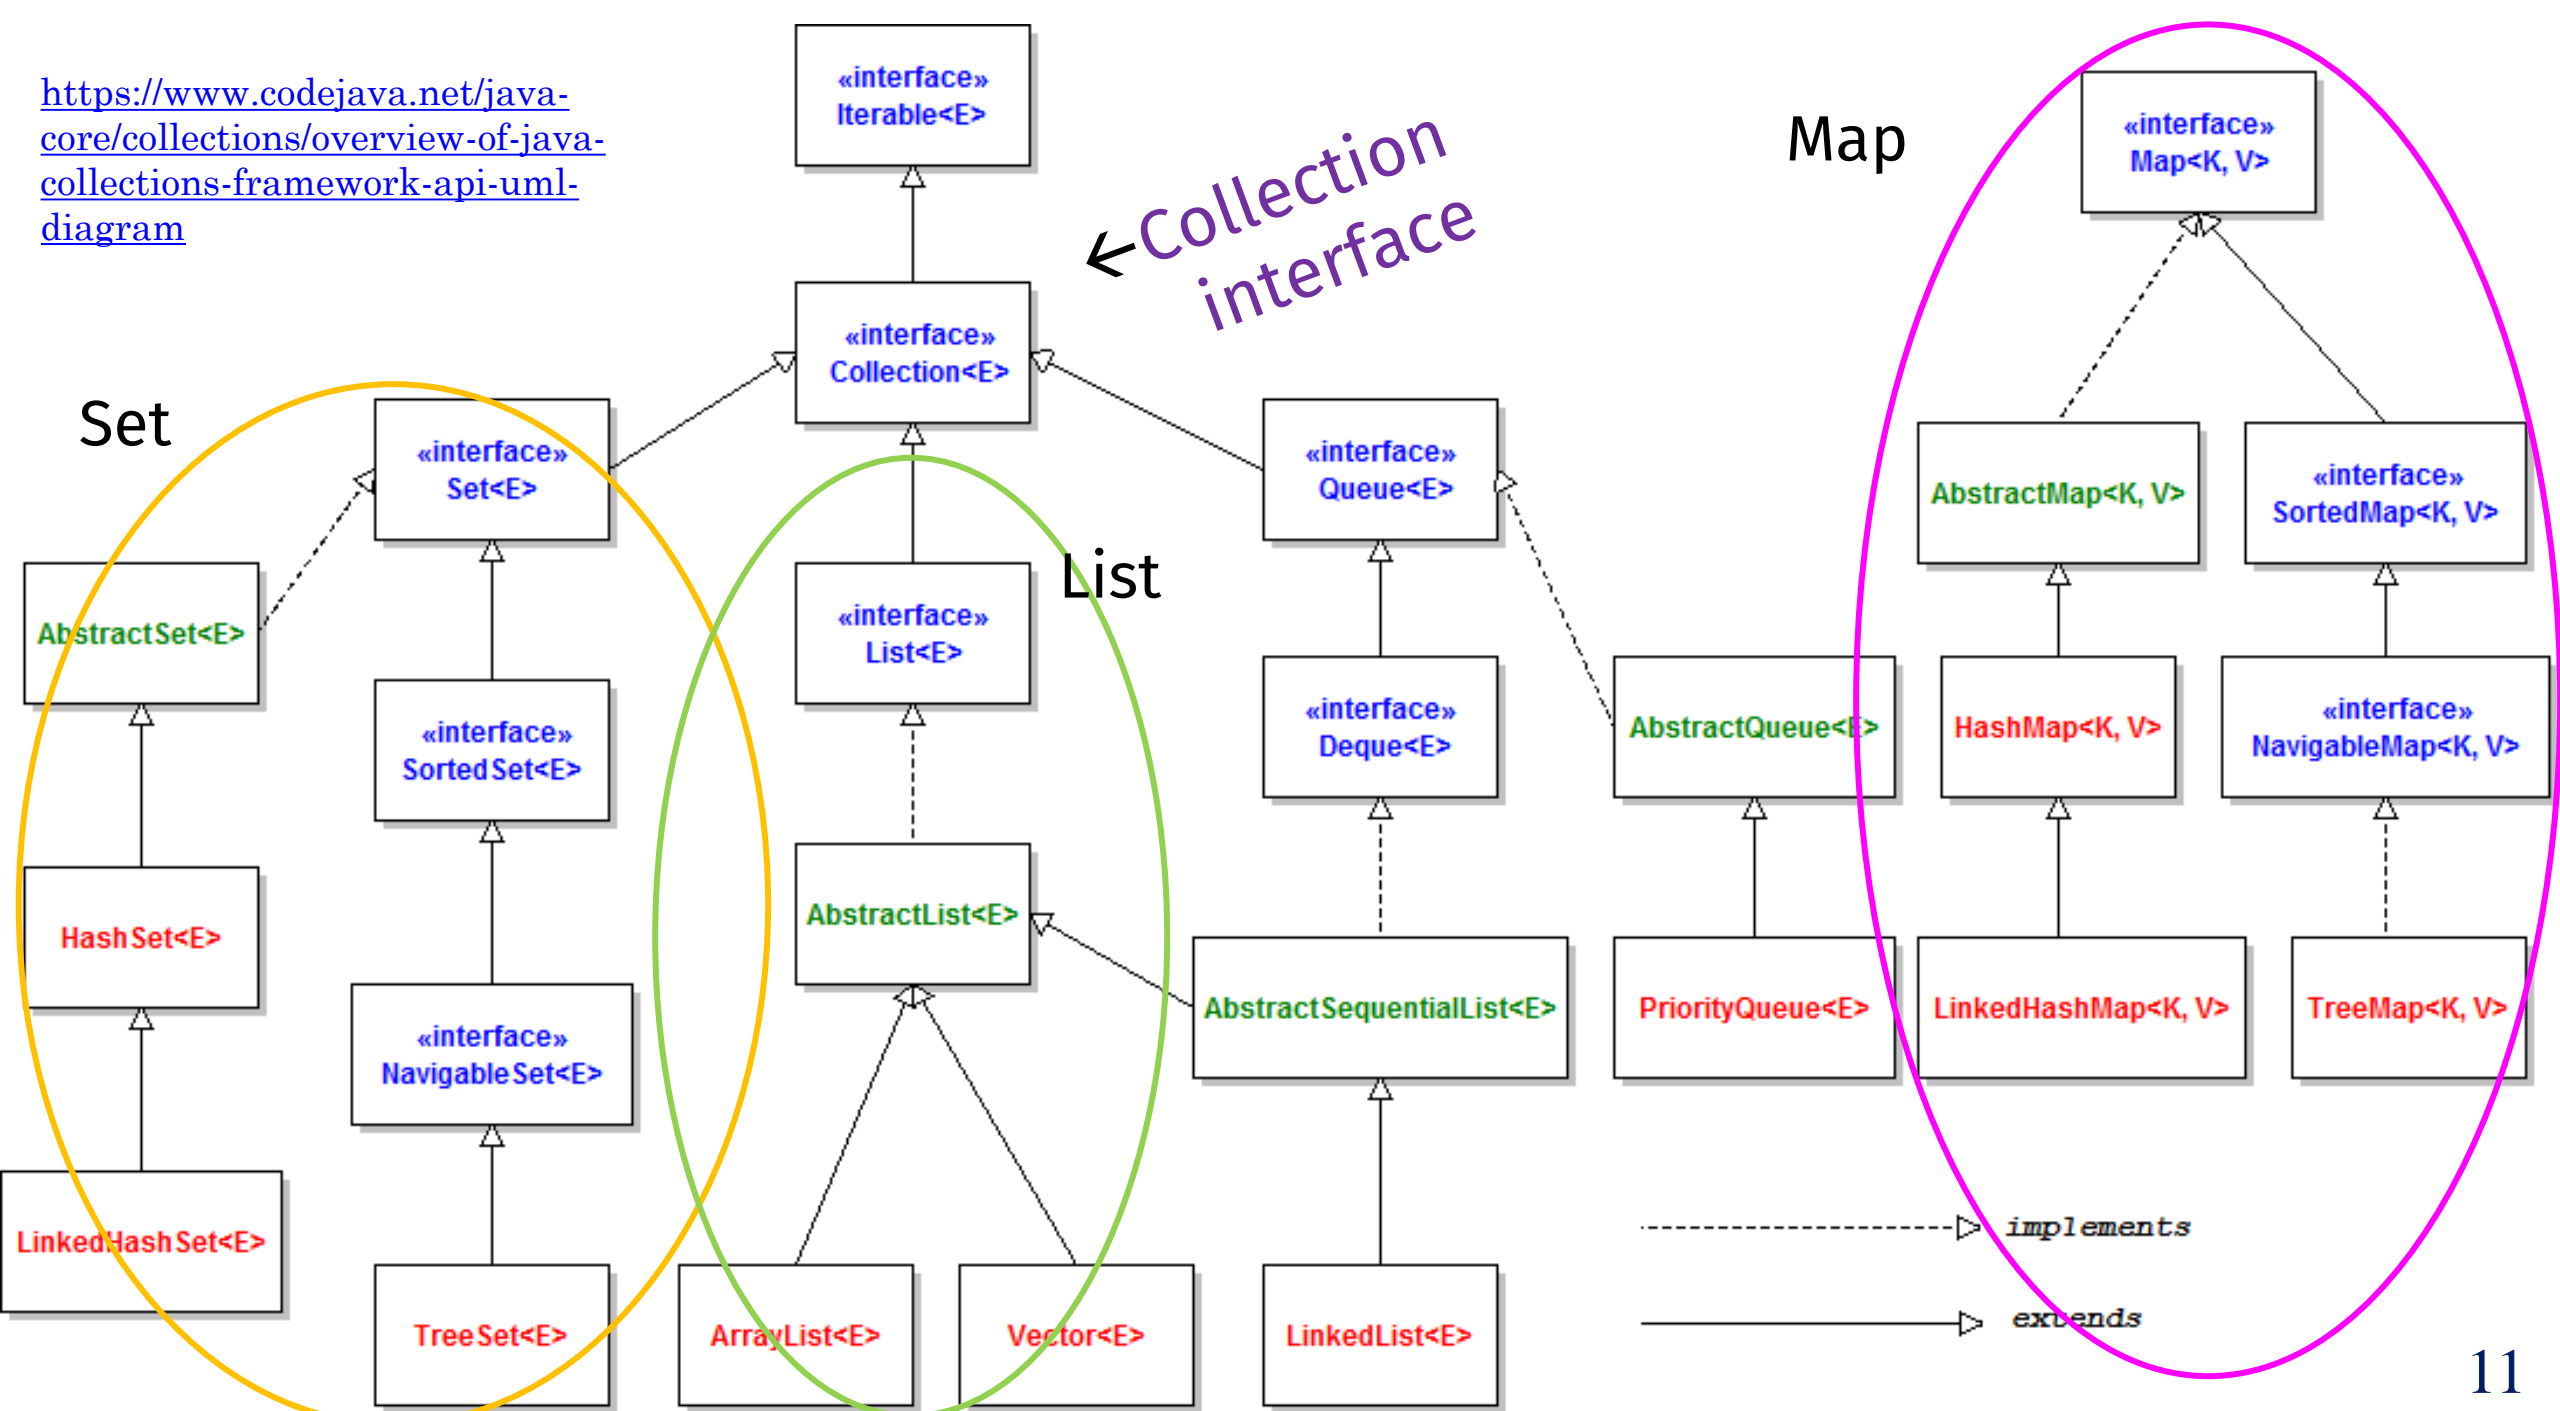 https://www.codejava.net/java-
core/collections/overview-of-java-
collections-framework-api-uml-
diagram
«interface»
Iterable<E>
←Collection
interface
Map
«interface»
Map<K, V>
«interface»
Collection<E>
Set
«interface»
Set<E>
«interface»
Queue<E>
AbstractMap<K, V>
«interface»
SortedMap<K, V>
AbstractSet<E>
«interface»
List<E>
List
«interface»
SortedSet<E>
«interface»
Deque<E>
AbstractQueue<E>
HashMap<K, V>
«interface»
NavigableMap<K, V>
HashSet<E>
AbstractList<E>
«interface»
NavigableSet<E>
AbstractSequentialList<E>
PriorityQueue<E>
LinkedHashMap<K, V>
TreeMap<K, V>
LinkedHashSet<E>
TreeSet<E>
ArrayList<E>
Vector<E>
LinkedList<E>
implements
extends
11